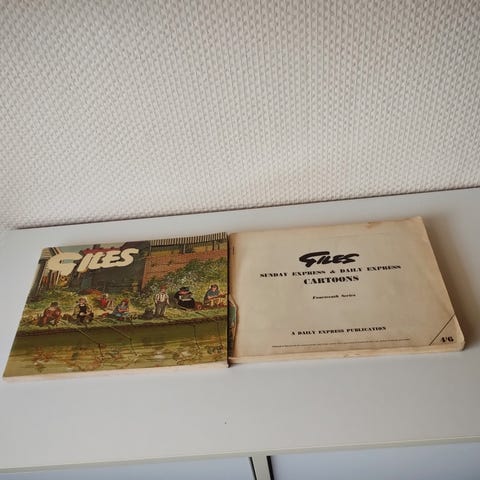 GILES
GILES
SUNDAY EXPRESS & DAILY EXPRESS
CARTOONS
Fourteenth Series
A DAILY EXPRESS PUBLICATION
4/6